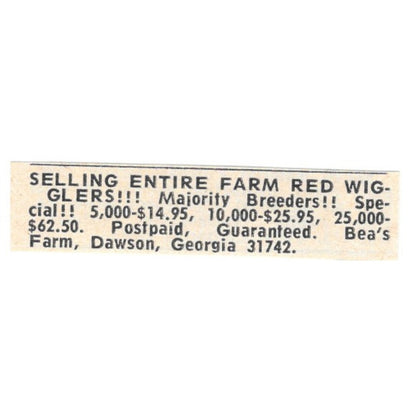 SELLING ENTIRE FARM RED WIG-
GLERS!!! Majority Breeders!! Spe-
cial!! 5,000-$14.95, 10,000-$25.95, 25,000-
$62.50. Postpaid, Guaranteed. Bea's
Farm, Dawson, Georgia 31742.